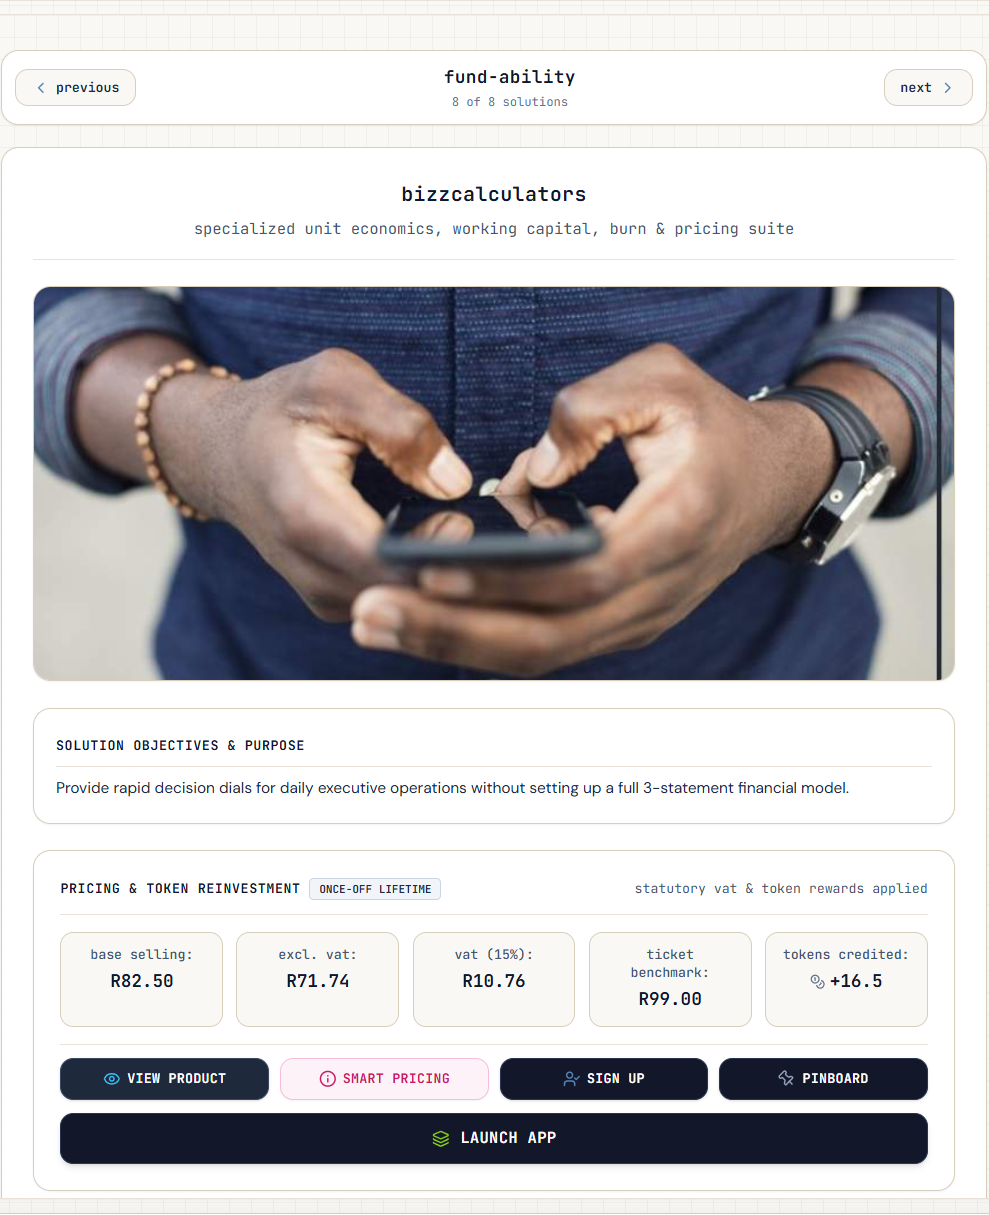 previous
fund-ability
8 of 8 solutions
next
bizzcalculators
specialized unit economics, working capital, burn & pricing suite
SOLUTION OBJECTIVES & PURPOSE
Provide rapid decision dials for daily executive operations without setting up a full 3-statement financial model.
PRICING & TOKEN REINVESTMENT
ONCE-OFF LIFETIME
statutory vat & token rewards applied
base selling:
R82.50
excl. vat:
R71.74
vat (15%):
R10.76
ticket
benchmark:
R99.00
tokens credited:
+16.5
VIEW PRODUCT
SMART PRICING
SIGN UP
PINBOARD
LAUNCH APP